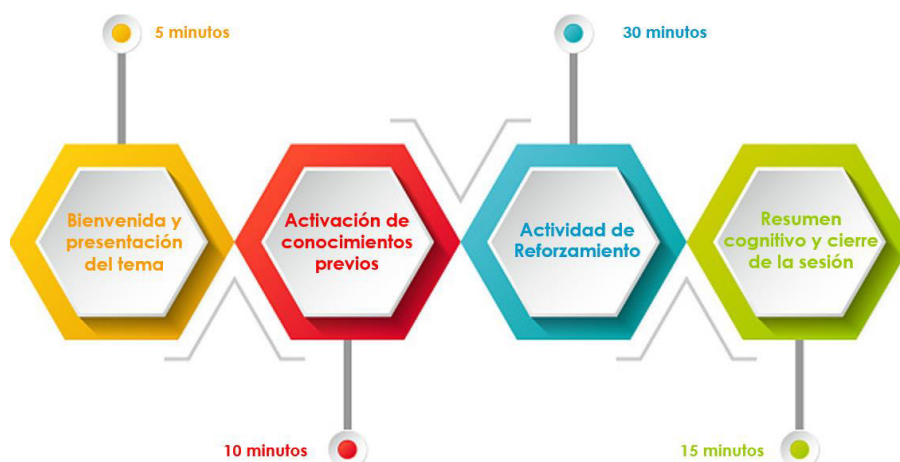 5 minutos
30 minutos
Bienvenida y
presentación
del tema
Activación de
conocimientos
previos
Actividad de
Reforzamiento
Resumen
cognitivo y cierre
de la sesión
10 minutos
15 minutos